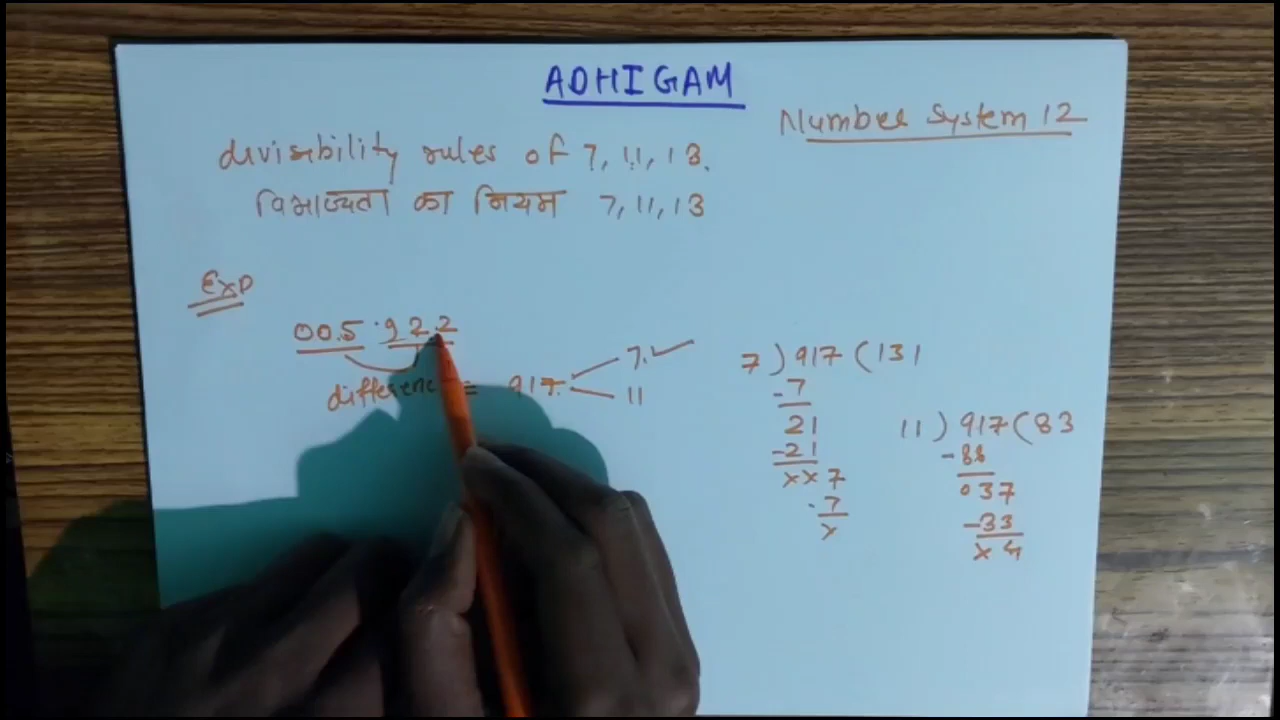 ADHIGAM
Number System 12
divisibility rules of 7, 11, 13.
विभाज्यता का नियम 7, 11, 13
Exp
005 922
difference = 917
7 ✓
11
7 ) 917 ( 131
-7
21
-21
xx7
-7
x
11 ) 917 ( 83
-88
037
-33
x4